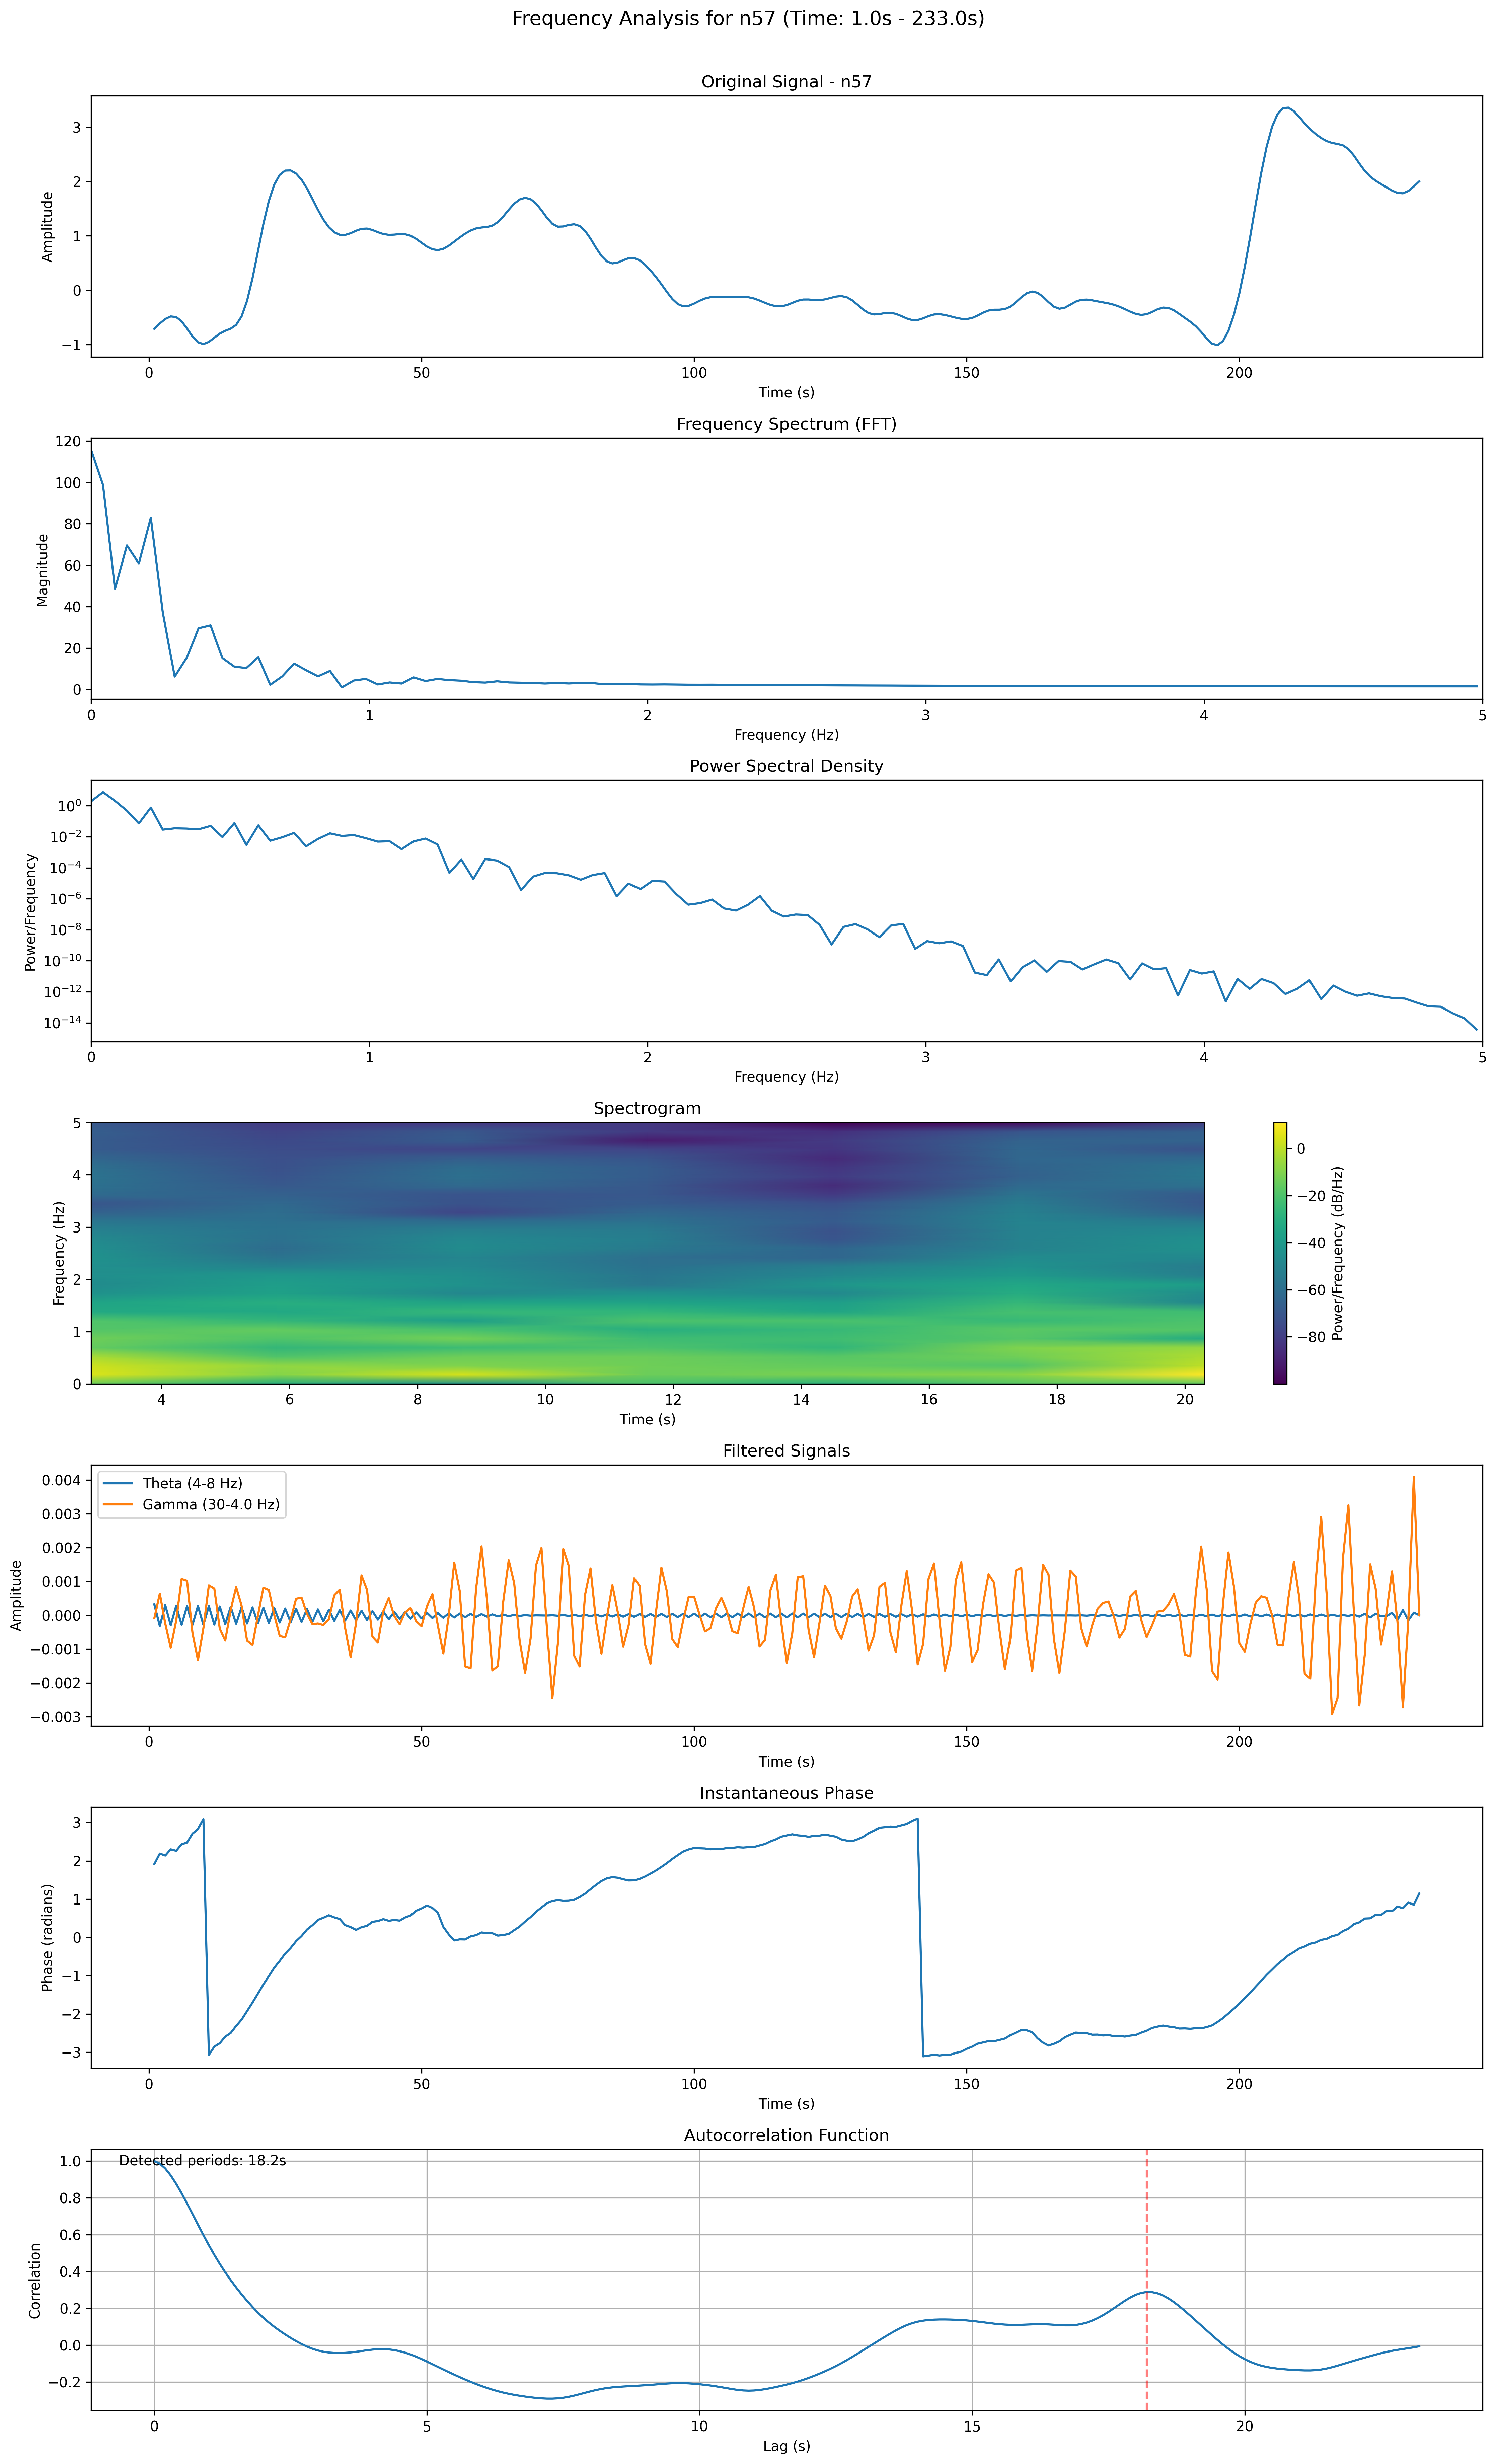 Frequency Analysis for n57 (Time: 1.0s - 233.0s)
Original Signal - n57
3
2
1
0
−1
Amplitude
0 50 100 150 200
Time (s)
Frequency Spectrum (FFT)
120
100
80
60
40
20
0
Magnitude
0 1 2 3 4 5
Frequency (Hz)
Power Spectral Density
10^0
10^−2
10^−4
10^−6
10^−8
10^−10
10^−12
10^−14
Power/Frequency
0 1 2 3 4 5
Frequency (Hz)
Spectrogram
5
4
3
2
1
0
Frequency (Hz)
4 6 8 10 12 14 16 18 20
Time (s)
0
−20
−40
−60
−80
Power/Frequency (dB/Hz)
Filtered Signals
Theta (4-8 Hz)
Gamma (30-4.0 Hz)
0.004
0.003
0.002
0.001
0.000
−0.001
−0.002
−0.003
Amplitude
0 50 100 150 200
Time (s)
Instantaneous Phase
3
2
1
0
−1
−2
−3
Phase (radians)
0 50 100 150 200
Time (s)
Autocorrelation Function
Detected periods: 18.2s
1.0
0.8
0.6
0.4
0.2
0.0
−0.2
Correlation
0 5 10 15 20
Lag (s)